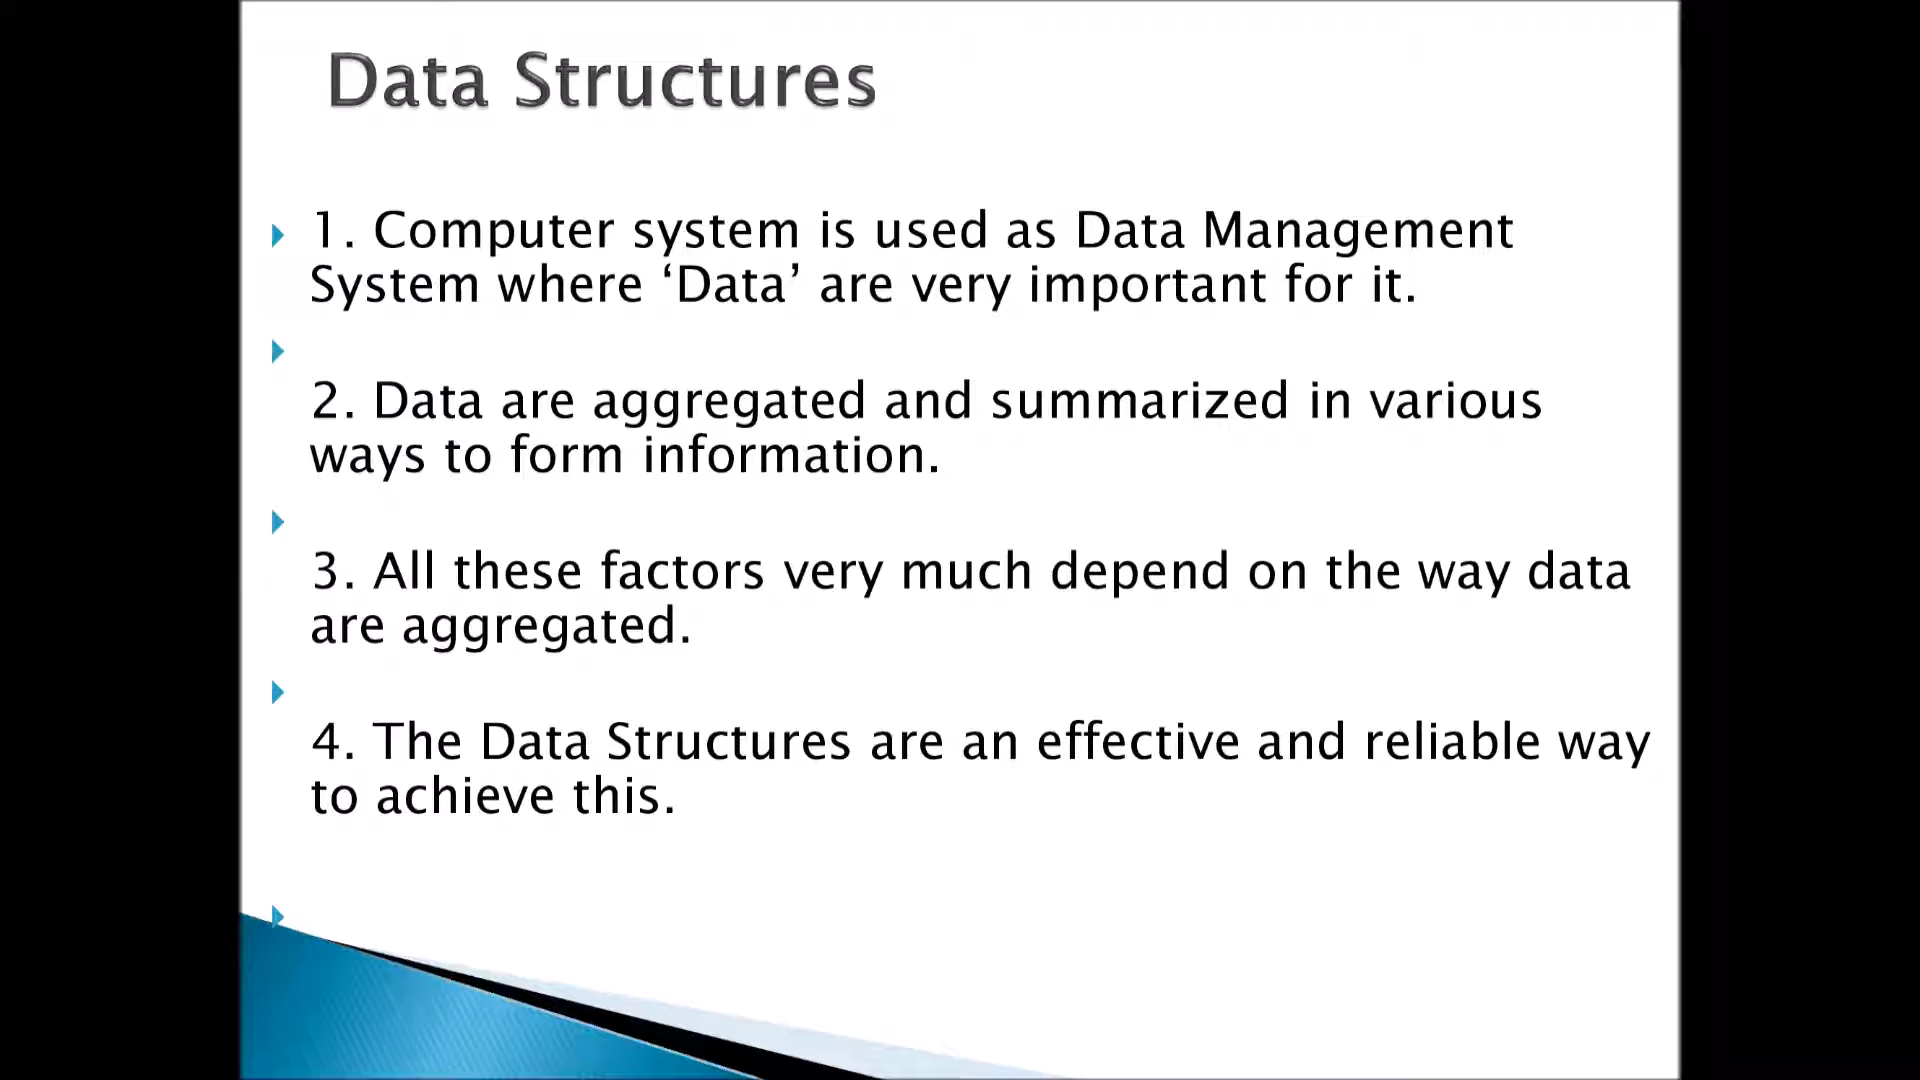 Data Structures
1. Computer system is used as Data Management
System where ‘Data’ are very important for it.
2. Data are aggregated and summarized in various
ways to form information.
3. All these factors very much depend on the way data
are aggregated.
4. The Data Structures are an effective and reliable way
to achieve this.